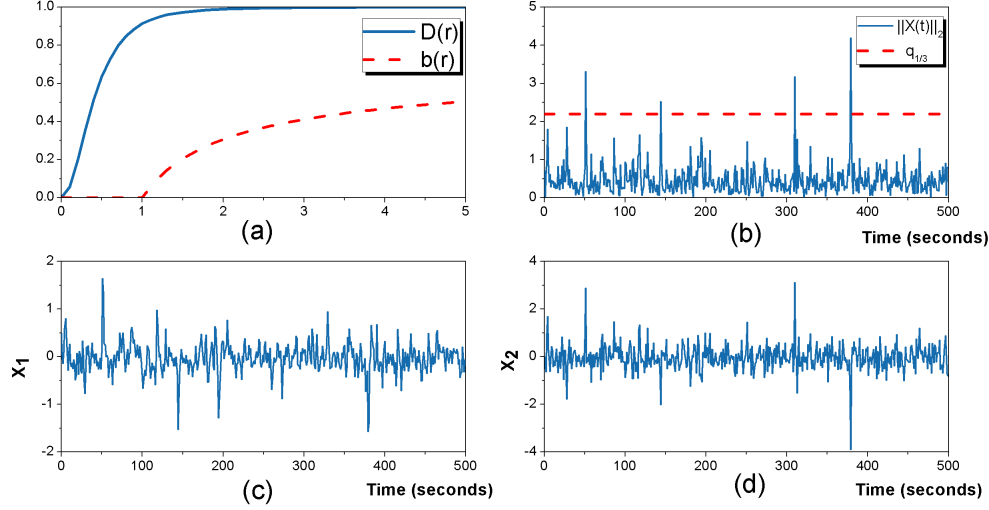 1.0
0.8
0.6
0.4
0.2
0.0
0 1 2 3 4 5
D(r)
b(r)
(a)
5
4
3
2
1
0
0 100 200 300 400 500
||X(t)||₂
q₁/₃
(b)
Time (seconds)
2
1
0
-1
-2
X₁
0 100 200 300 400 500
(c)
Time (seconds)
4
2
0
-2
-4
X₂
0 100 200 300 400 500
(d)
Time (seconds)